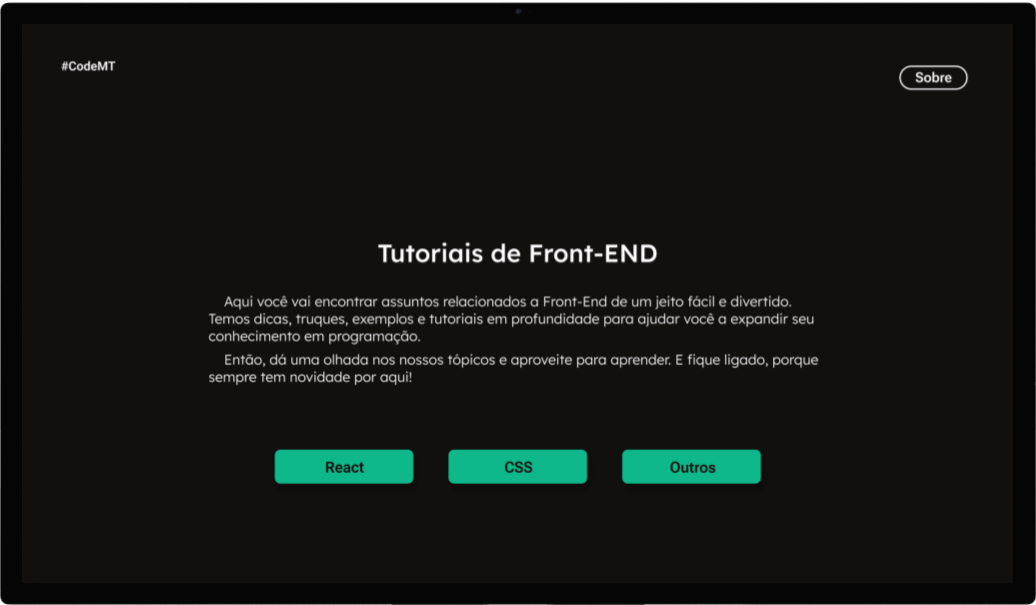 #CodeMT
Sobre
Tutoriais de Front-END
Aqui você vai encontrar assuntos relacionados a Front-End de um jeito fácil e divertido.
Temos dicas, truques, exemplos e tutoriais em profundidade para ajudar você a expandir seu
conhecimento em programação.
Então, dá uma olhada nos nossos tópicos e aproveite para aprender. E fique ligado, porque
sempre tem novidade por aqui!
React
CSS
Outros